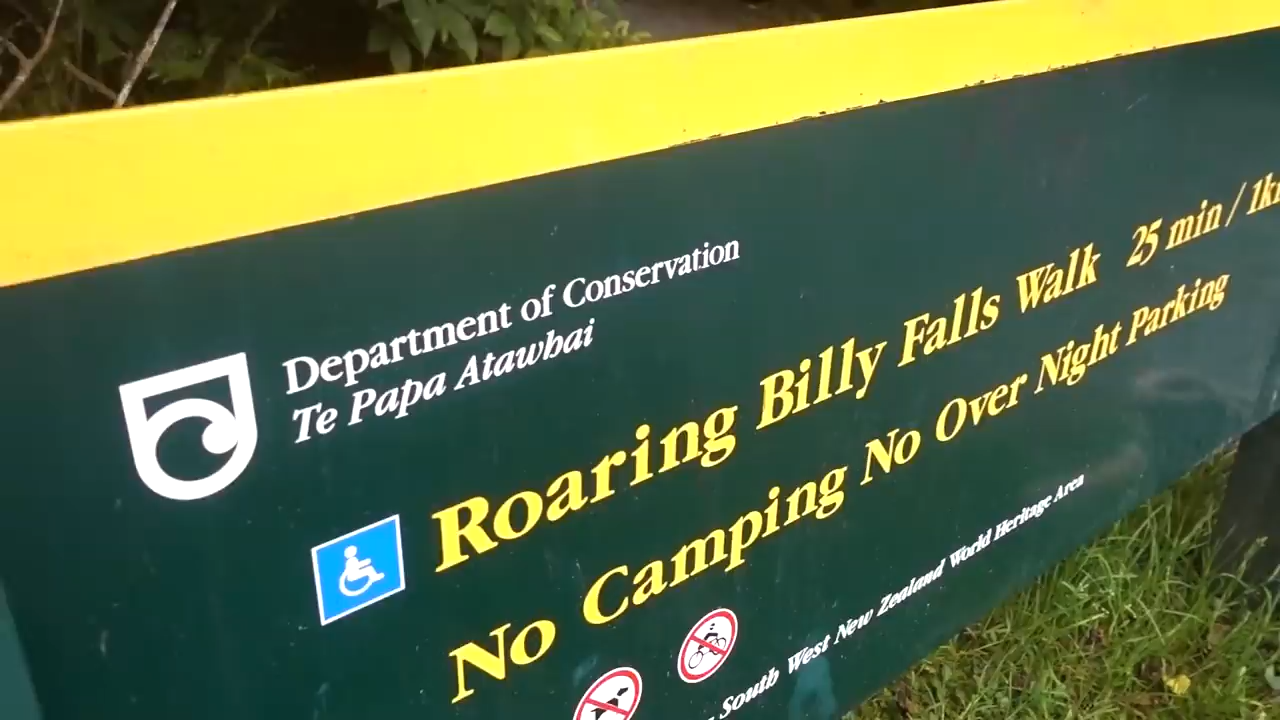 Department of Conservation
Te Papa Atawhai
Roaring Billy Falls Walk 25 min / 1k
No Camping No Over Night Parking
South West New Zealand World Heritage Area